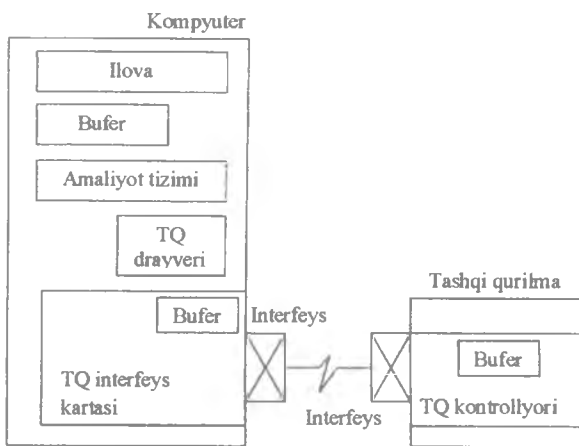 Kompyuter
Ilova
Bufer
Amaliyot tizimi
TQ
drayveri
Tashqi qurilma
Bufer
Interfeys
Bufer
TQ interfeys
kartasi
Interfeys
TQ kontrollyori